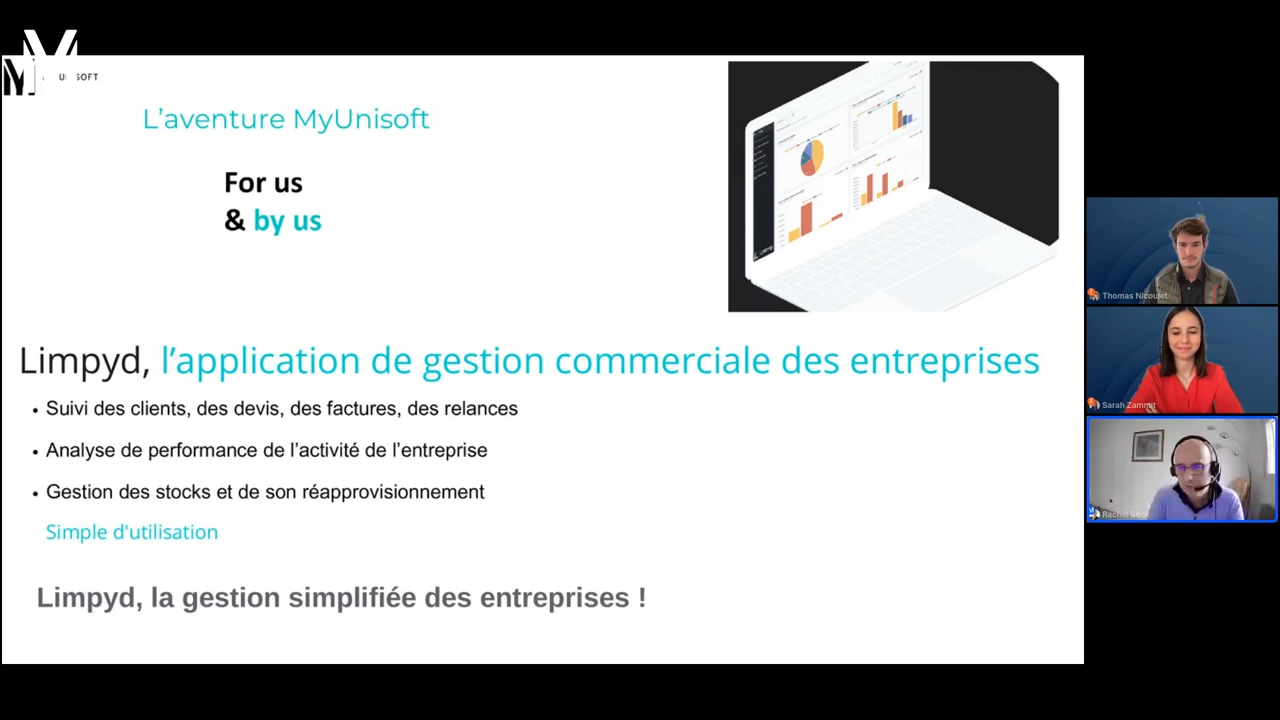 M
UNISOFT
L’aventure MyUnisoft
For us
& by us
Limpyd, l’application de gestion commerciale des entreprises
• Suivi des clients, des devis, des factures, des relances
• Analyse de performance de l’activité de l’entreprise
• Gestion des stocks et de son réapprovisionnement
Simple d'utilisation
Limpyd, la gestion simplifiée des entreprises !
Thomas Nicoulet
Sarah Zammit